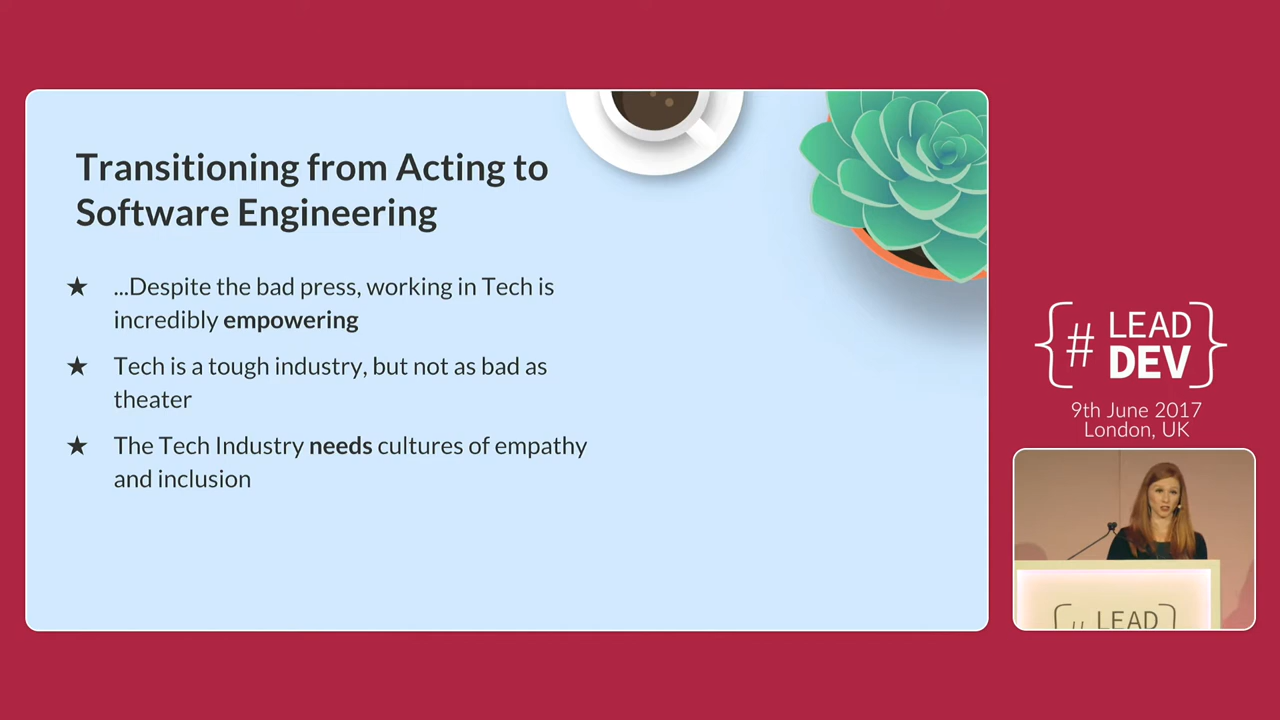 Transitioning from Acting to
Software Engineering
★ ...Despite the bad press, working in Tech is
incredibly empowering
★ Tech is a tough industry, but not as bad as
theater
★ The Tech Industry needs cultures of empathy
and inclusion
{# LEAD
DEV}
9th June 2017
London, UK
{# LEAD}